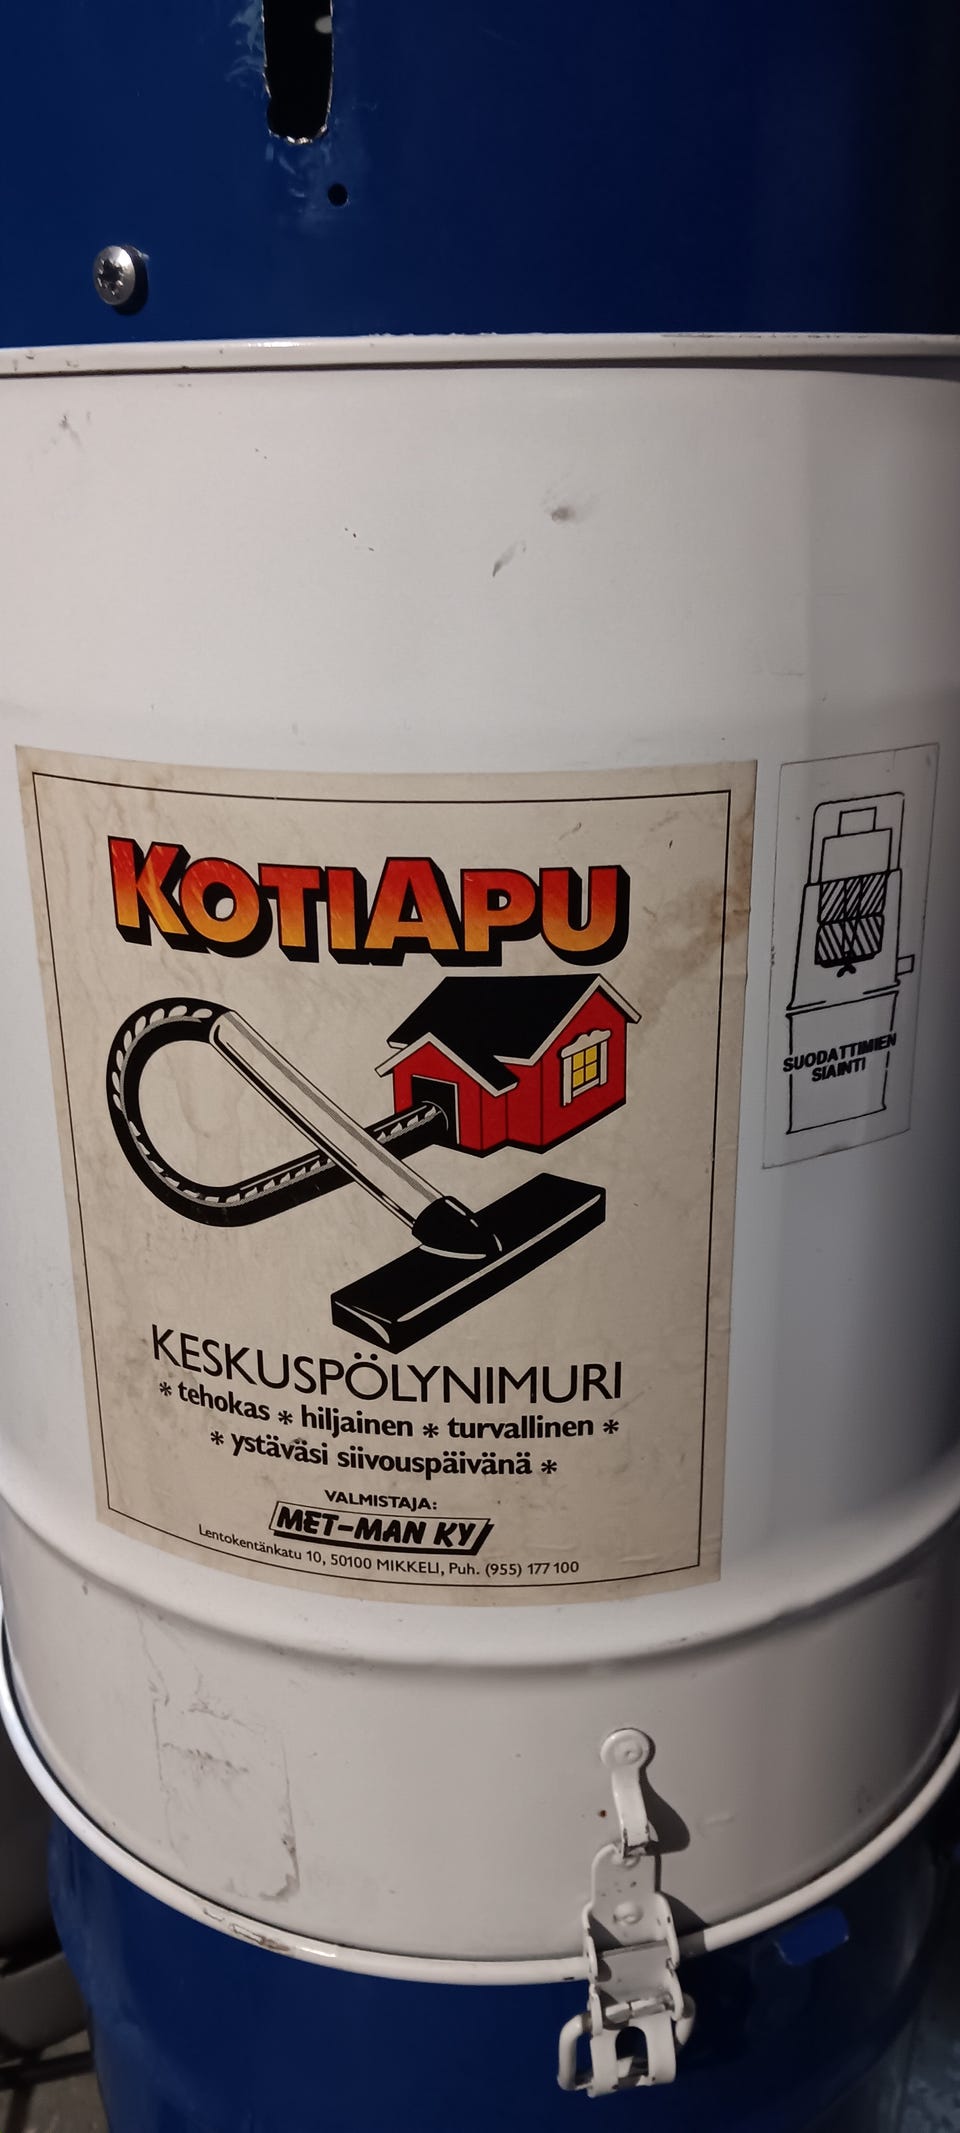 KOTIAPU
KESKUSPÖLYNIMURI
* tehokas * hiljainen * turvallinen *
* ystäväsi siivouspäivänä *
VALMISTAJA:
MET-MAN KY
Lentokentänkatu 10, 50100 MIKKELI, Puh. (955) 177 100
SUODATTIMIEN
SIAINTI